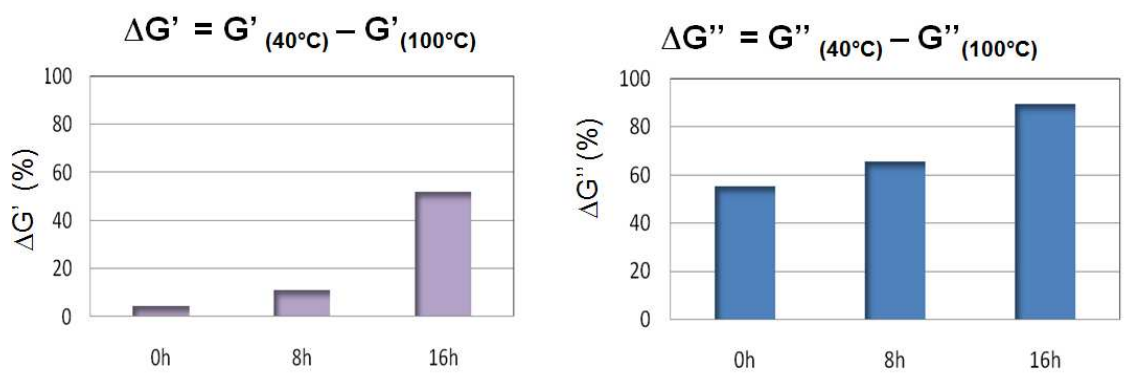 ΔG’ = G’ (40°C) – G’(100°C)
ΔG’ (%)
100
80
60
40
20
0
0h 8h 16h
ΔG’’ = G’’ (40°C) – G’’(100°C)
ΔG’’ (%)
100
80
60
40
20
0
0h 8h 16h